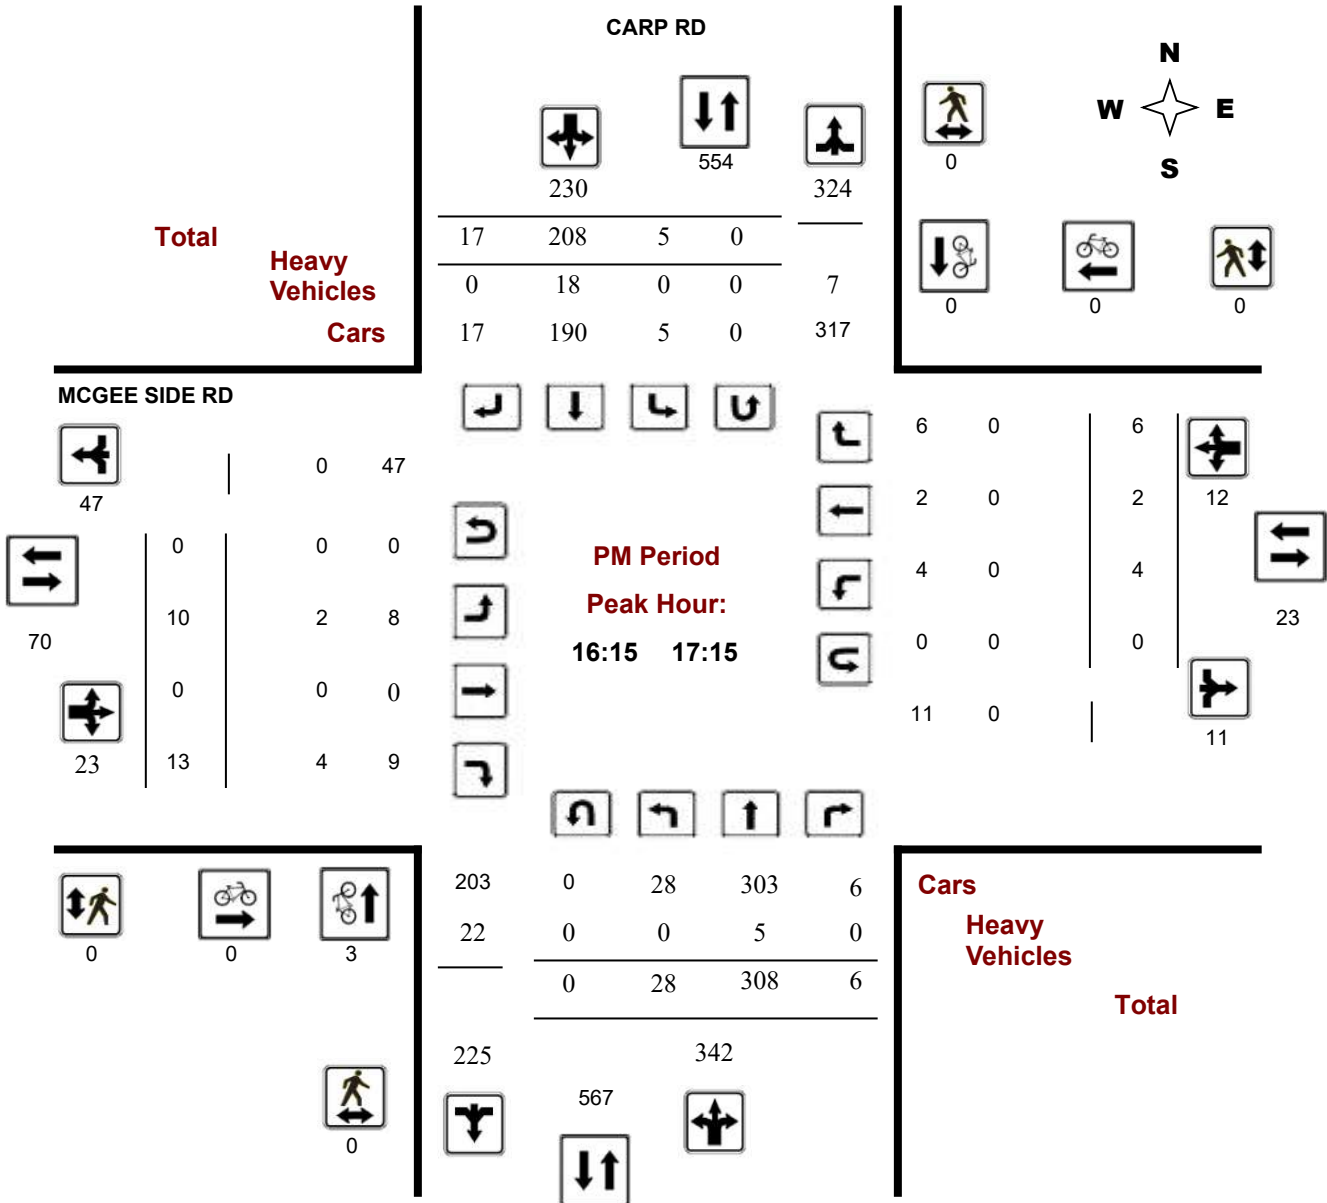 CARP RD
N
W E
S
554
0
230
324
17 208 5 0
Total
Heavy
Vehicles
0 18 0 0 7
0 0 0
Cars
17 190 5 0 317
MCGEE SIDE RD
6 0 6
0 47
47
2 0 2 12
0 0 0
PM Period
4 0 4
Peak Hour:
10 2 8
23
70
16:15 17:15
0 0 0
0 0 0
11 0
11
23
13 4 9
203 0 28 303 6
Cars
22 0 0 5 0
Heavy
Vehicles
0 0 3
0 28 308 6
Total
225
342
567
0